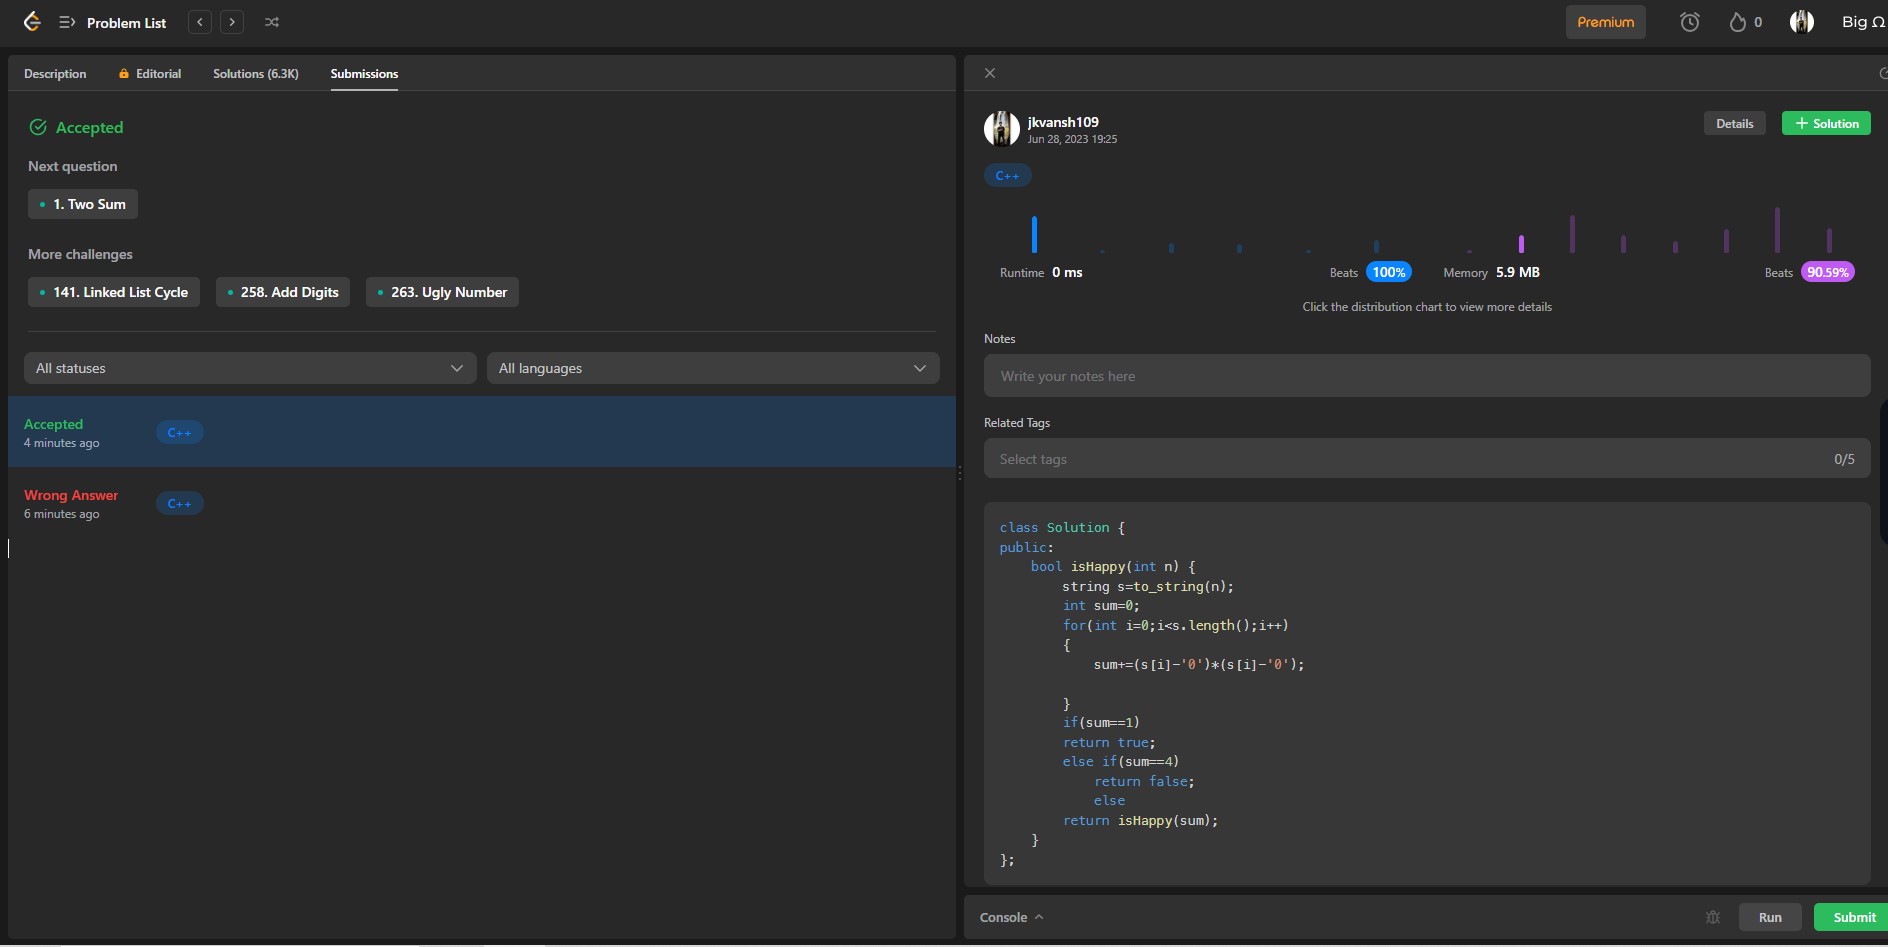 Problem List
Premium
0
Big Ω
Description
Editorial
Solutions (6.3K)
Submissions
Accepted
Next question
1. Two Sum
More challenges
141. Linked List Cycle
258. Add Digits
263. Ugly Number
All statuses
All languages
Accepted
4 minutes ago
C++
Wrong Answer
6 minutes ago
C++
jkvansh109
Jun 28, 2023 19:25
Details
+ Solution
C++
Runtime 0 ms
Beats 100%
Memory 5.9 MB
Beats 90.59%
Click the distribution chart to view more details
Notes
Write your notes here
Related Tags
Select tags
0/5
class Solution {
public:
    bool isHappy(int n) {
        string s=to_string(n);
        int sum=0;
        for(int i=0;i<s.length();i++)
        {
            sum+=(s[i]-'0')*(s[i]-'0');
        }
        if(sum==1)
        return true;
        else if(sum==4)
            return false;
            else
        return isHappy(sum);
    }
};
Console
Run
Submit